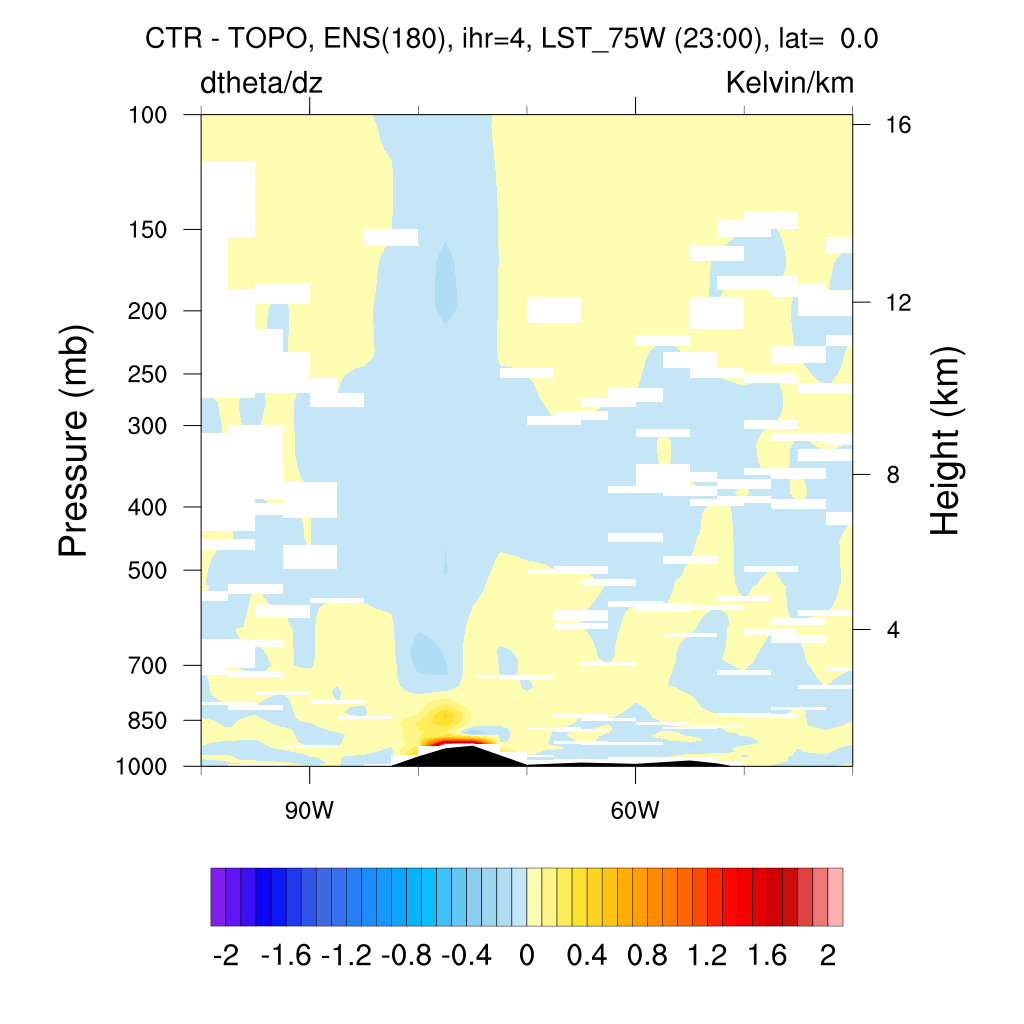 CTR - TOPO, ENS(180), ihr=4, LST_75W (23:00), lat=  0.0
dtheta/dz Kelvin/km
100
150
200
250
300
400
500
700
850
1000
Pressure (mb)
16
12
8
4
Height (km)
90W 60W
-2 -1.6 -1.2 -0.8 -0.4 0 0.4 0.8 1.2 1.6 2